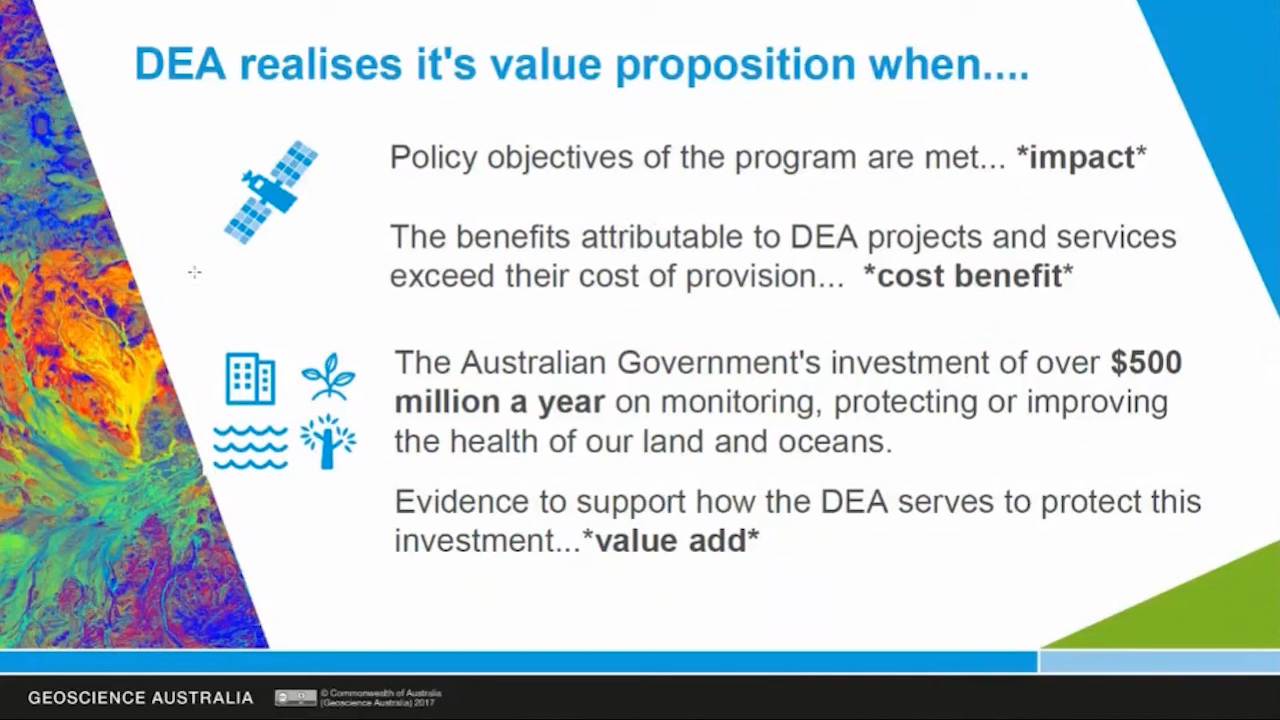 DEA realises it's value proposition when....
Policy objectives of the program are met... *impact*
The benefits attributable to DEA projects and services
exceed their cost of provision... *cost benefit*
The Australian Government's investment of over $500
million a year on monitoring, protecting or improving
the health of our land and oceans.
Evidence to support how the DEA serves to protect this
investment...*value add*
GEOSCIENCE AUSTRALIA
© Commonwealth of Australia
(Geoscience Australia) 2017